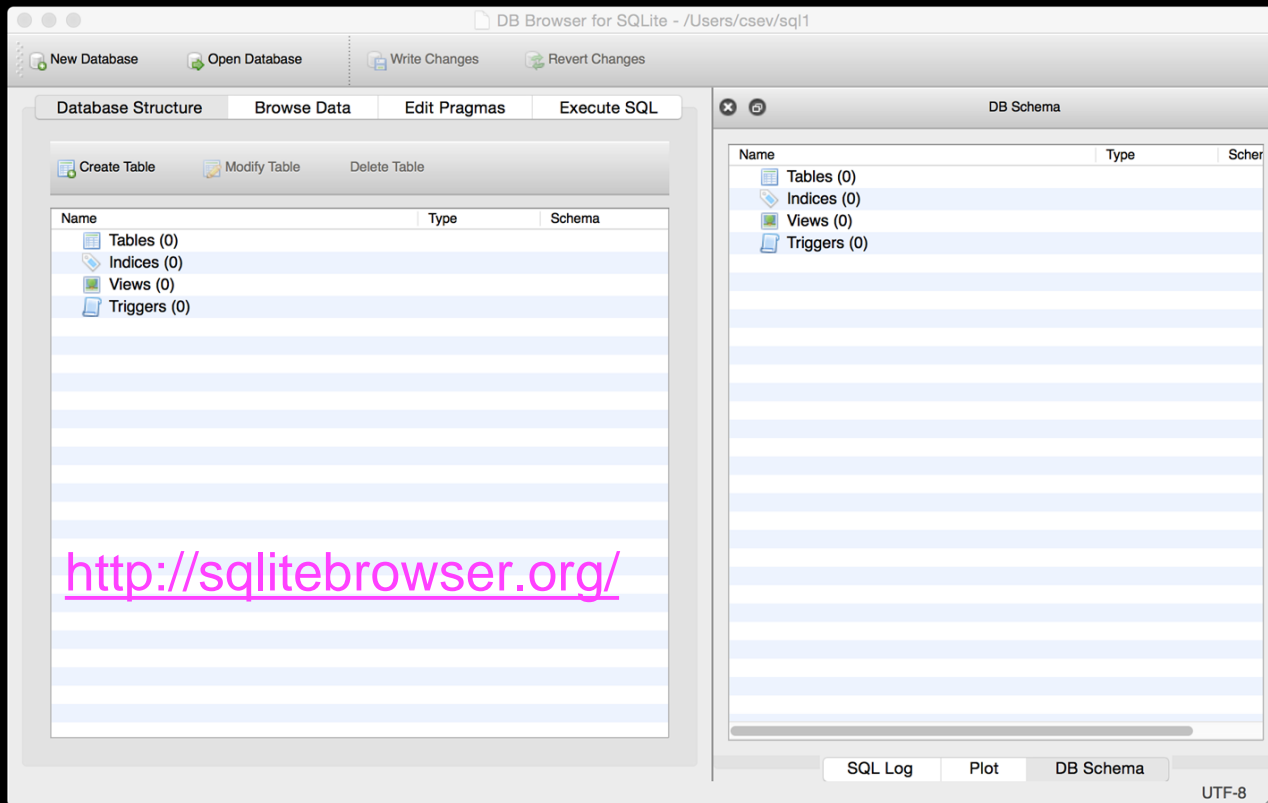 DB Browser for SQLite - /Users/csev/sql1
New Database Open Database Write Changes Revert Changes
Database Structure Browse Data Edit Pragmas Execute SQL
Create Table Modify Table Delete Table
Name Type Schema
Tables (0)
Indices (0)
Views (0)
Triggers (0)
http://sqlitebrowser.org/
DB Schema
Name Type Schem
Tables (0)
Indices (0)
Views (0)
Triggers (0)
SQL Log Plot DB Schema
UTF-8